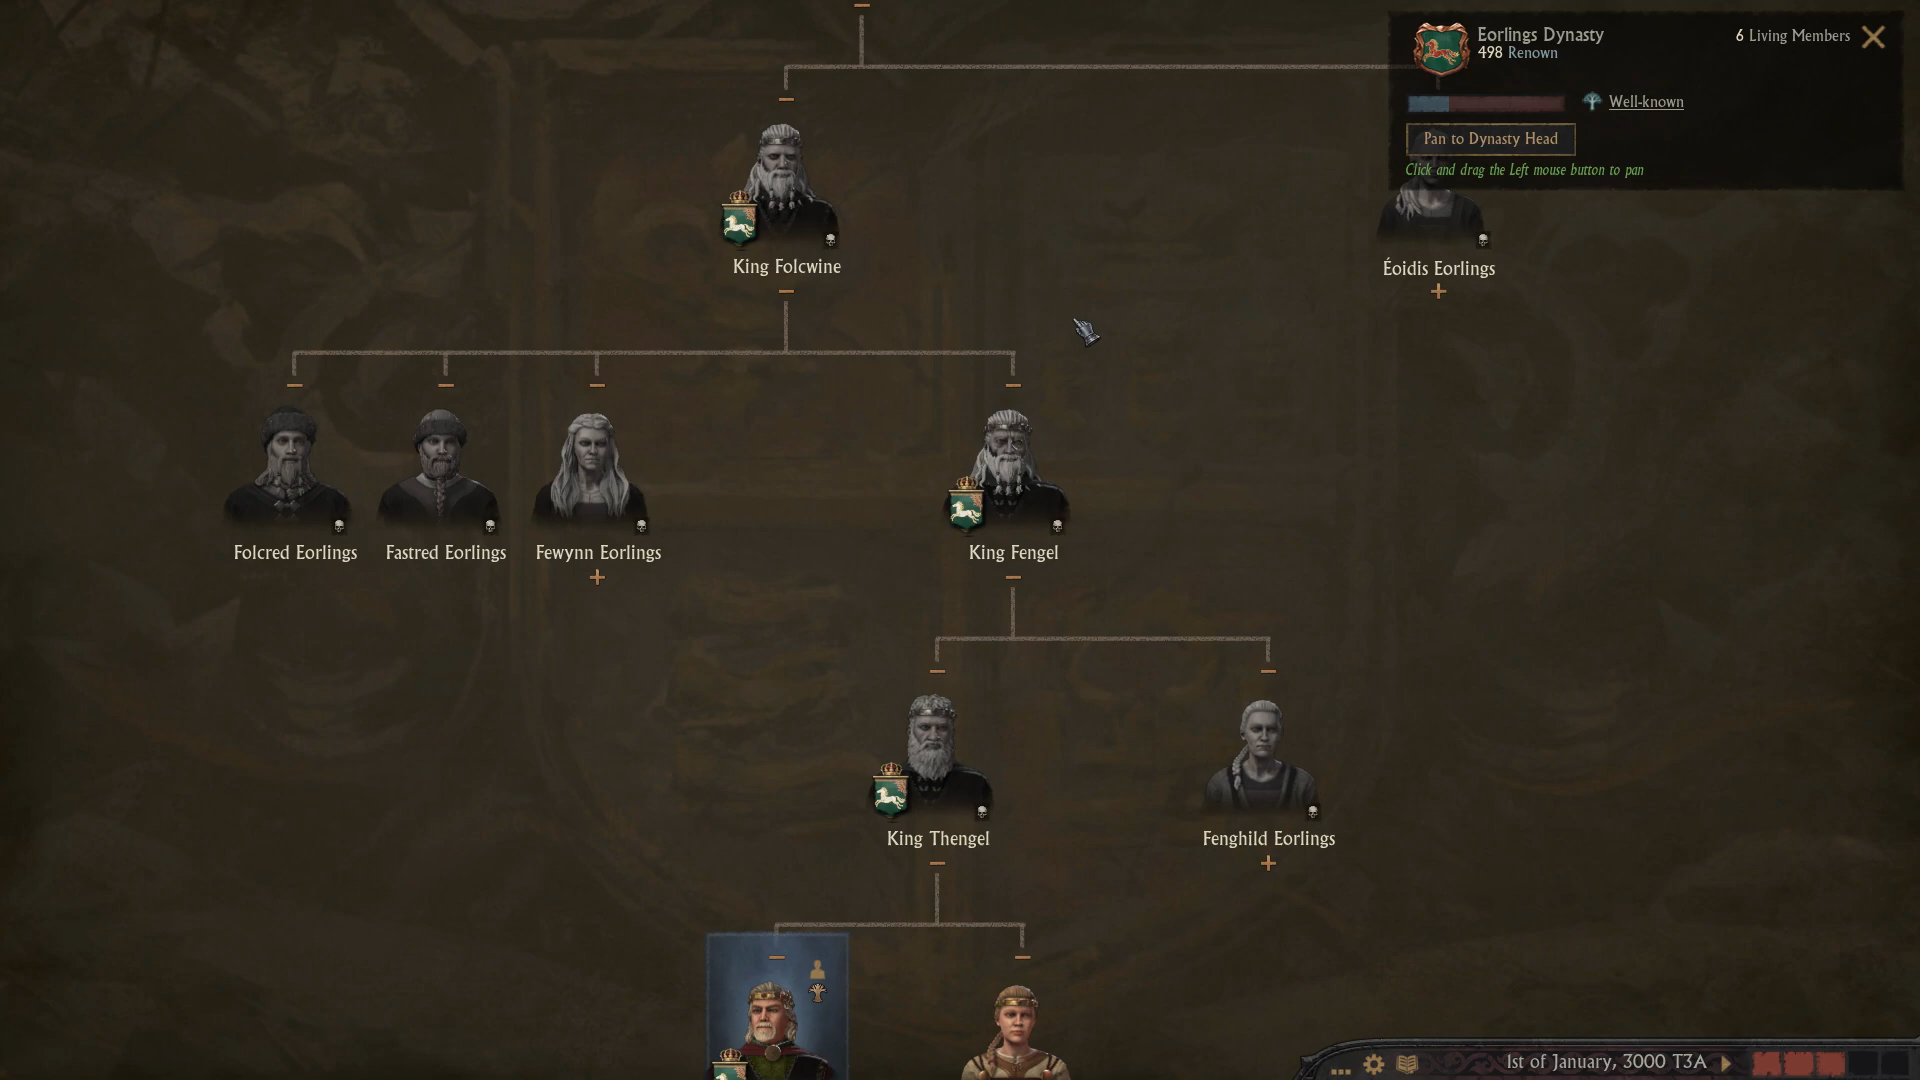 Eorlings Dynasty
498 Renown
6 Living Members
Well-known
Pan to Dynasty Head
Click and drag the Left mouse button to pan
King Folcwine
Éoidis Eorlings
Folcred Eorlings
Fastred Eorlings
Fewynn Eorlings
King Fengel
King Thengel
Fenghild Eorlings
1st of January, 3000 T3A